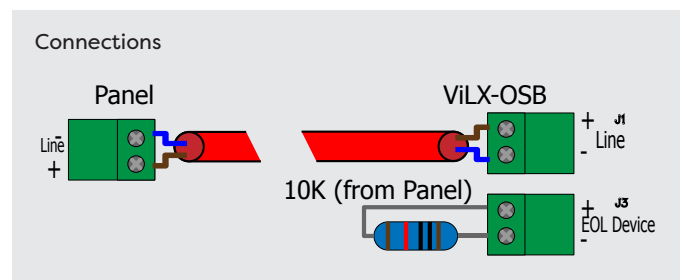 Connections
Panel
ViLX-OSB
Line
-
+
+
J1
Line
-
10K (from Panel)
+
J3
EOL Device
-